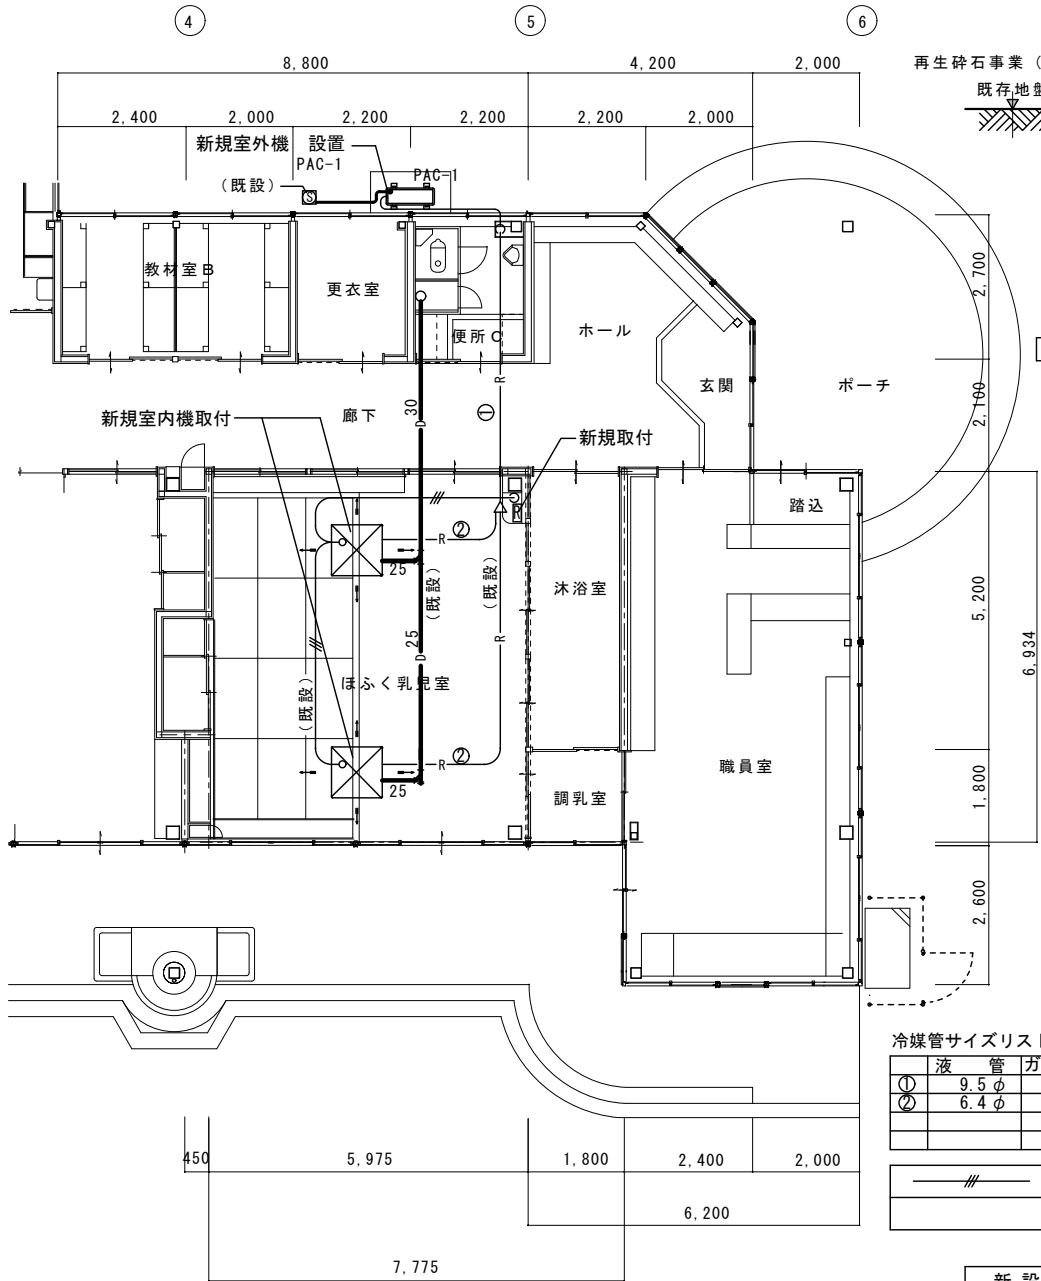 4 5 6
8,800 4,200 2,000
再生砕石事業(
既存地盤
2,400 2,000 2,200 2,200 2,200 2,000
新規室外機 設置
PAC-1
(既設)
S
PAC-1
教材室B
更衣室
便所C
ホール
玄関
ポーチ
2,700
2,100
30
D
R
①
廊下
新規室内機取付
新規取付
R
踏込
②
R
25
(既設)
(既設)
沐浴室
5,200
6,934
25
R
D
(既設)
ほふく乳児室
②
R
25
調乳室
職員室
1,800
2,600
冷媒管サイズリスト
液 管 ガ
① 9.5φ
② 6.4φ
450 5,975 1,800 2,400 2,000
6,200
7,775
新 設